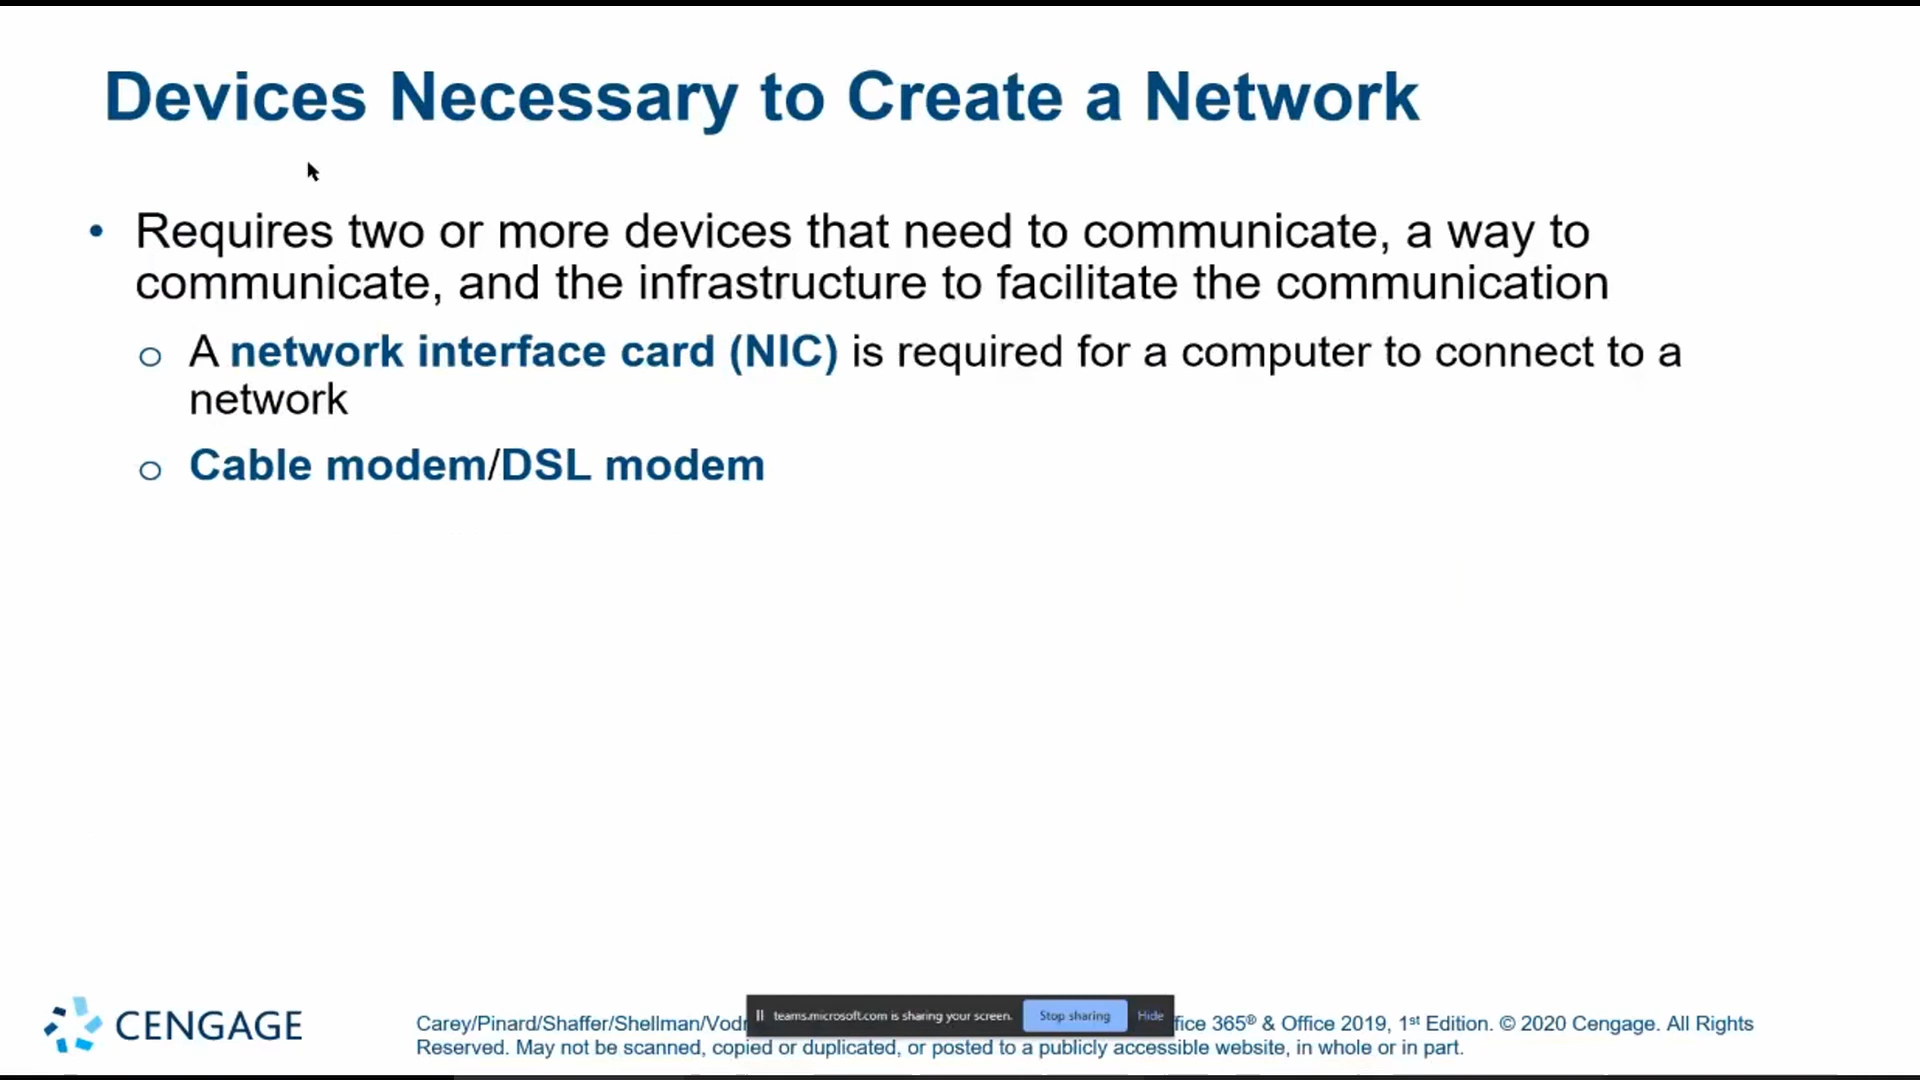 Devices Necessary to Create a Network
• Requires two or more devices that need to communicate, a way to
communicate, and the infrastructure to facilitate the communication
o A network interface card (NIC) is required for a computer to connect to a
network
o Cable modem/DSL modem
CENGAGE
Carey/Pinard/Shaffer/Shellman/Vod
teams.microsoft.com is sharing your screen. Stop sharing Hide
fice 365® & Office 2019, 1st Edition. © 2020 Cengage. All Rights
Reserved. May not be scanned, copied or duplicated, or posted to a publicly accessible website, in whole or in part.